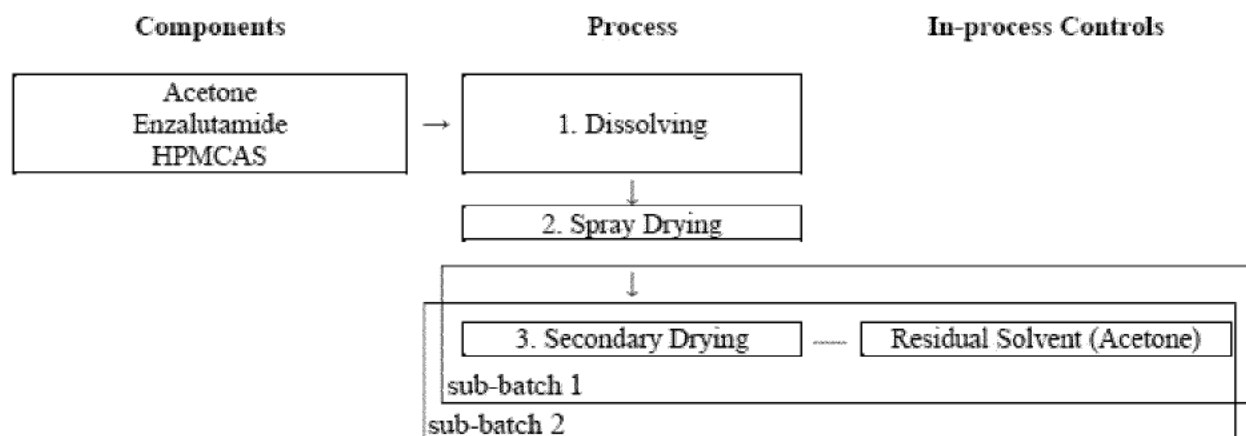 Components Process In-process Controls
Acetone
Enzalutamide
HPMCAS
→ 1. Dissolving
↓
2. Spray Drying
↓
3. Secondary Drying Residual Solvent (Acetone)
sub-batch 1
sub-batch 2